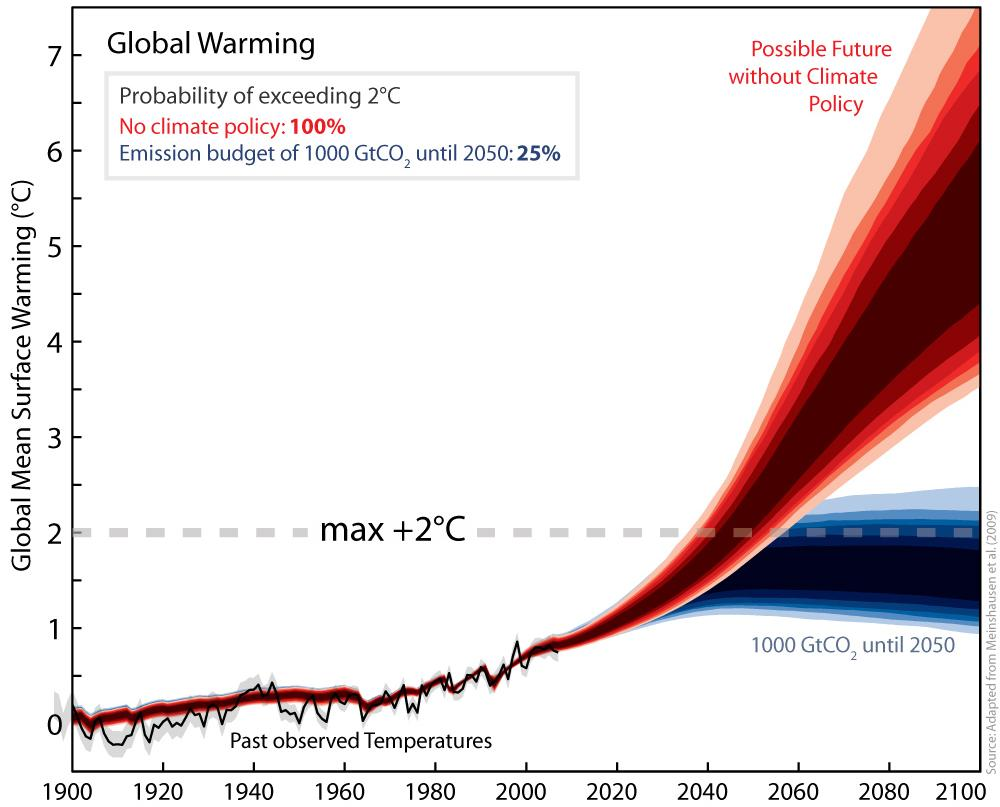 Global Warming
Probability of exceeding 2°C
No climate policy: 100%
Emission budget of 1000 GtCO₂ until 2050: 25%
Possible Future
without Climate
Policy
Global Mean Surface Warming (°C)
7
6
5
4
3
2
1
0
max +2°C
1000 GtCO₂ until 2050
Past observed Temperatures
1900 1920 1940 1960 1980 2000 2020 2040 2060 2080 2100
Source: Adapted from Meinshausen et al. (2009)